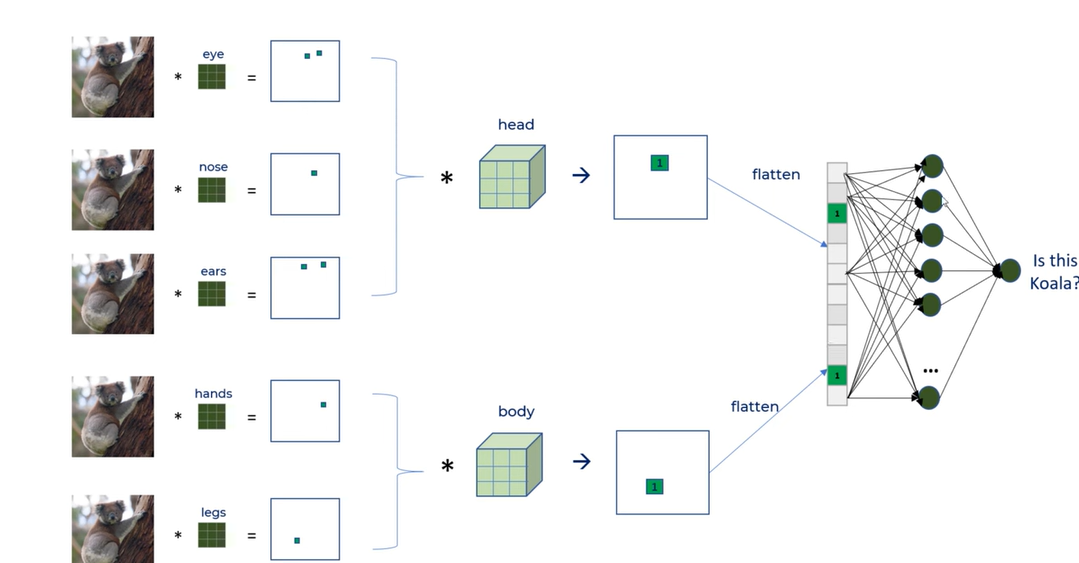 eye
* =
nose
* =
ears
* =
head
* →
1
flatten
hands
* =
legs
* =
body
* →
1
flatten
1
1
...
Is this
Koala?